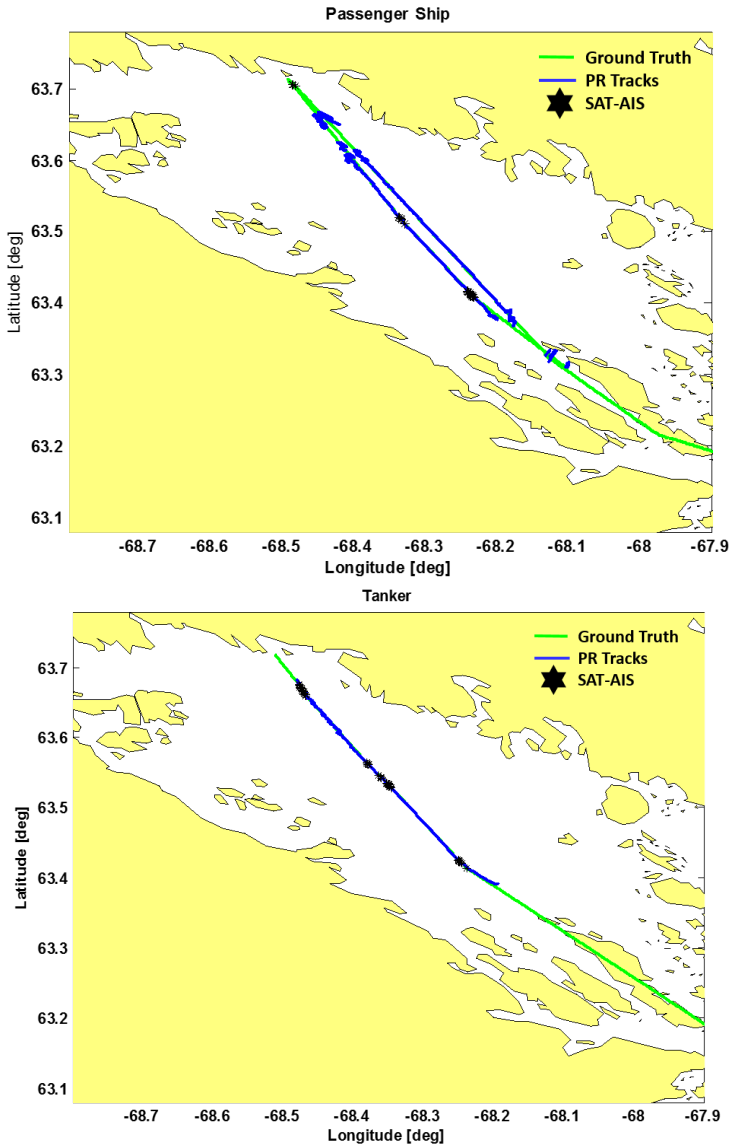 Passenger Ship
Ground Truth
PR Tracks
SAT-AIS
63.7
63.6
63.5
63.4
63.3
63.2
63.1
Latitude [deg]
-68.7 -68.6 -68.5 -68.4 -68.3 -68.2 -68.1 -68 -67.9
Longitude [deg]
Tanker
Ground Truth
PR Tracks
SAT-AIS
63.7
63.6
63.5
63.4
63.3
63.2
63.1
Latitude [deg]
-68.7 -68.6 -68.5 -68.4 -68.3 -68.2 -68.1 -68 -67.9
Longitude [deg]